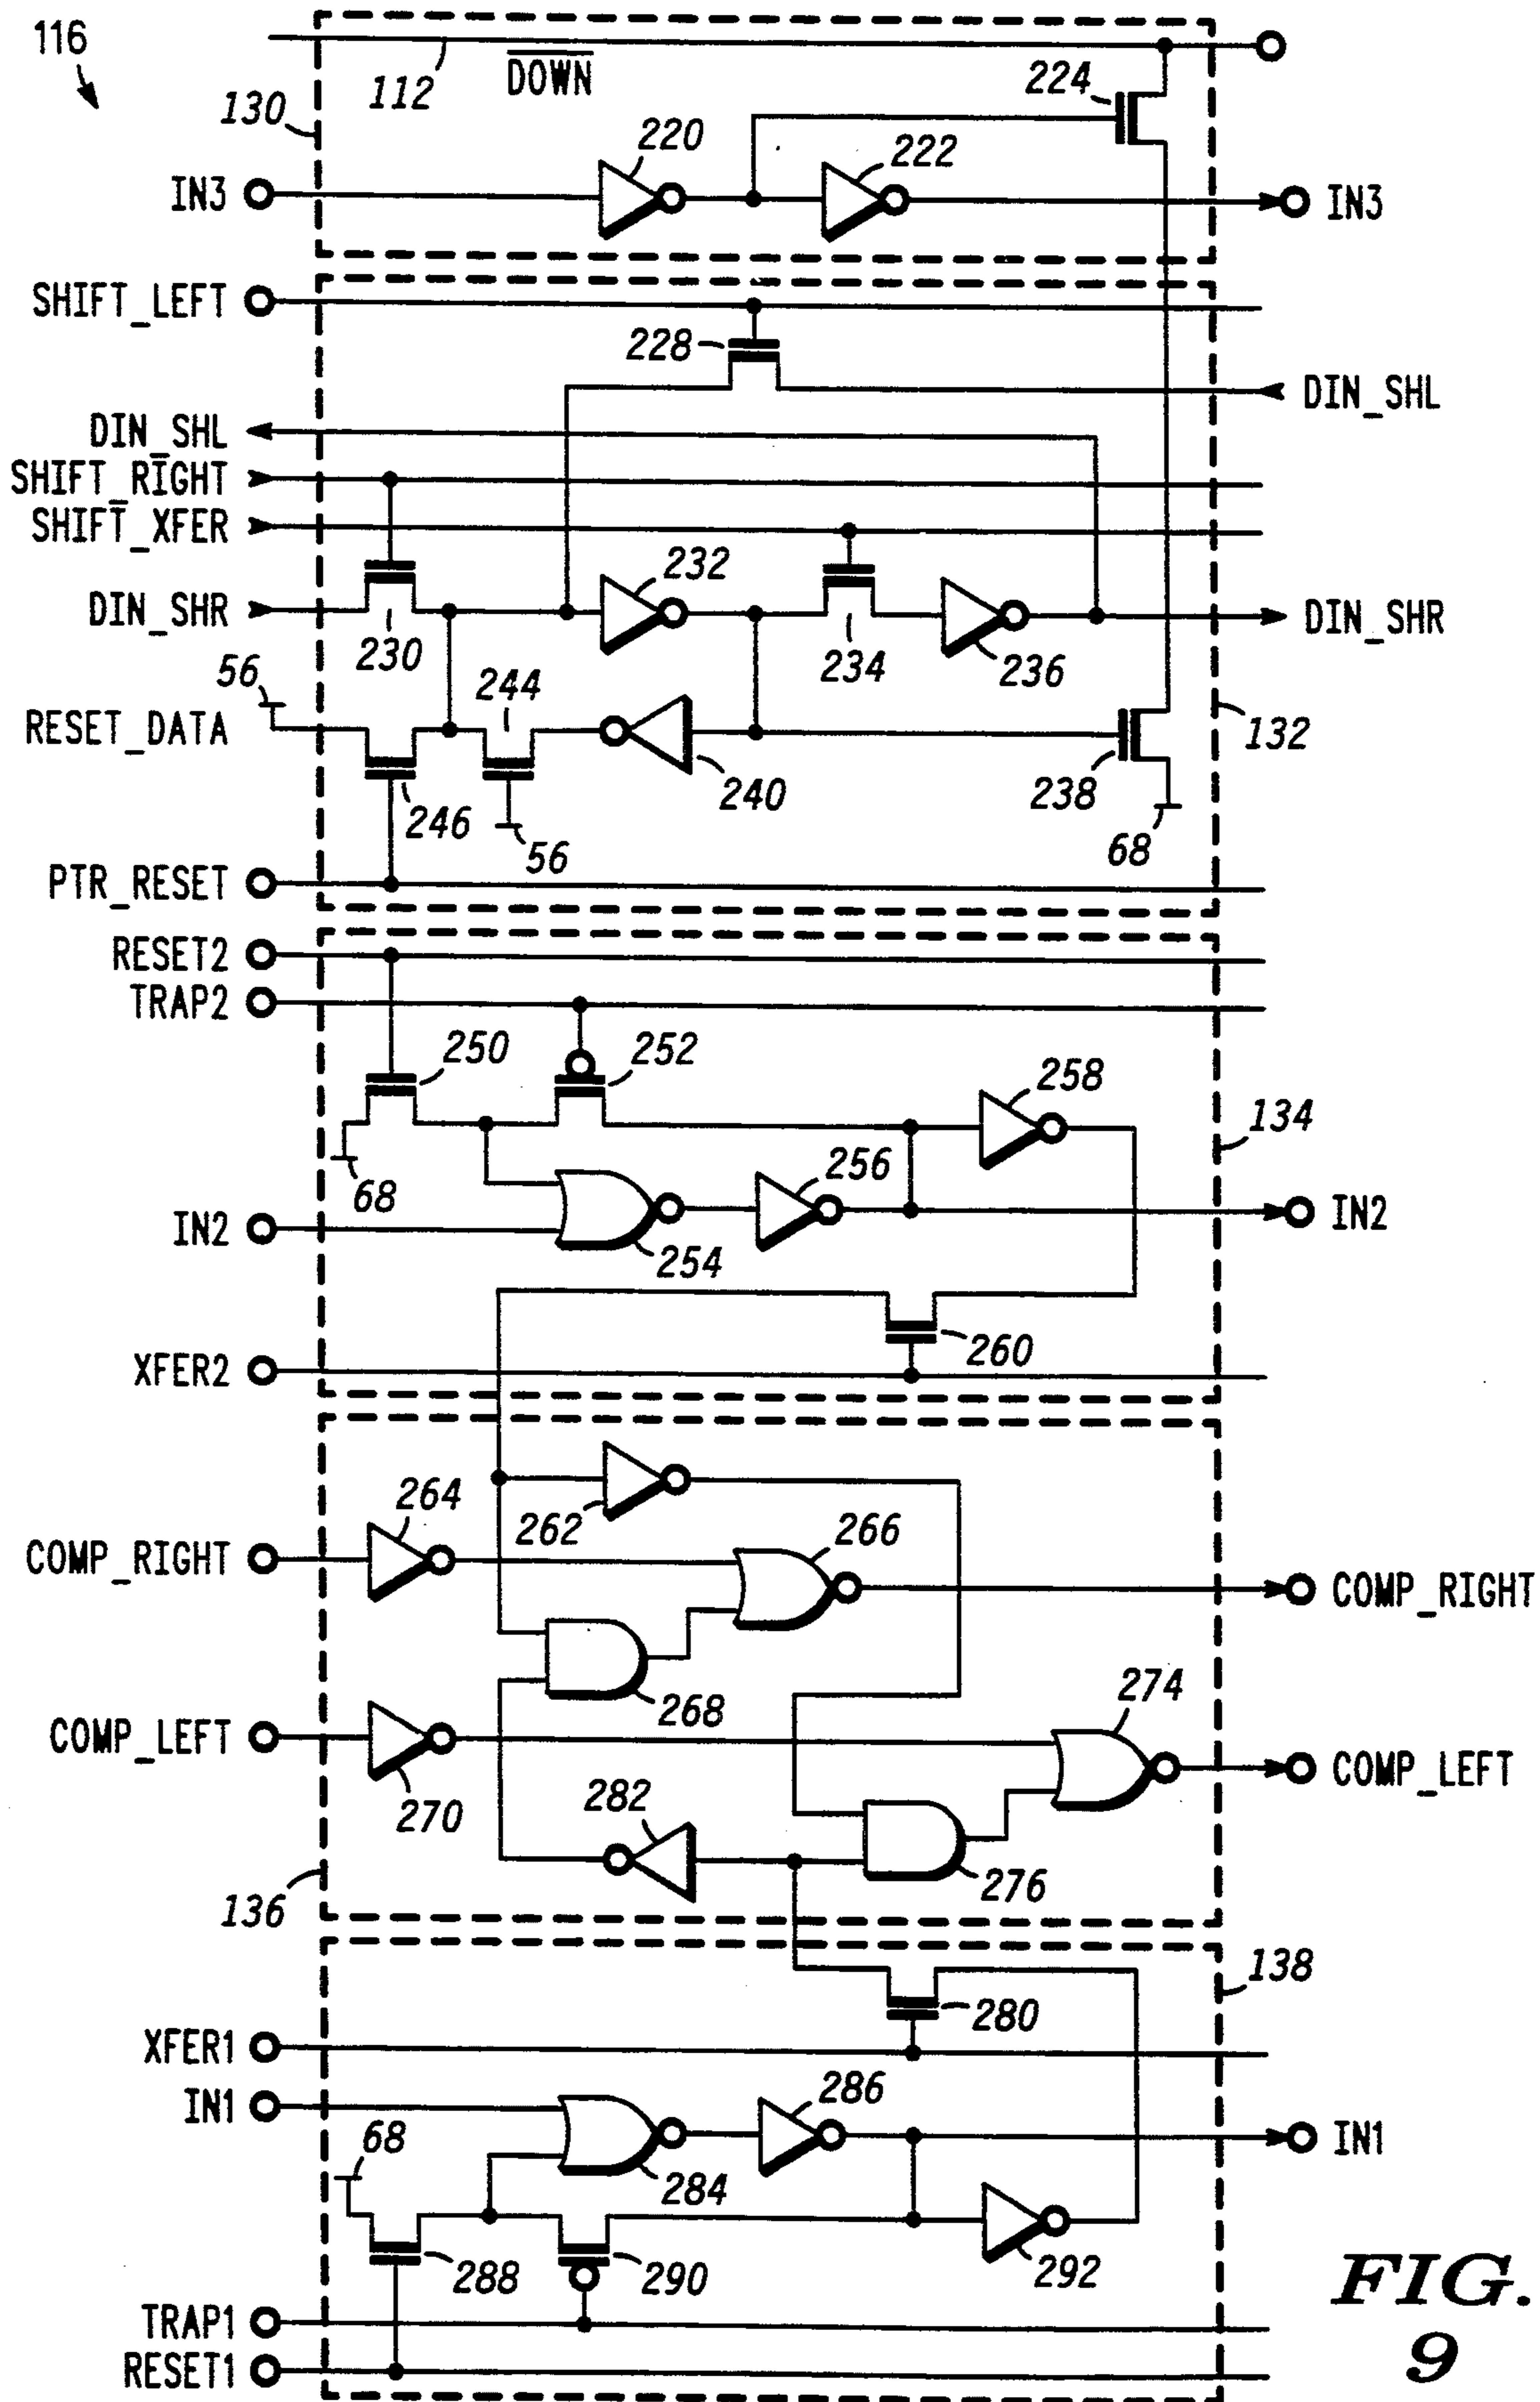 116
112
DOWN
224
130
220
222
IN3
IN3
SHIFT_LEFT
228
DIN_SHL
DIN_SHL
SHIFT_RIGHT
SHIFT_XFER
232
DIN_SHR
DIN_SHR
230
234
236
56
244
RESET_DATA
132
246
240
238
56
68
PTR_RESET
RESET2
TRAP2
250
252
258
134
256
68
IN2
IN2
254
260
XFER2
264
262
266
COMP_RIGHT
COMP_RIGHT
268
274
COMP_LEFT
COMP_LEFT
270
282
276
136
138
280
XFER1
IN1
286
IN1
68
284
288
290
292
TRAP1
RESET1
FIG.
9